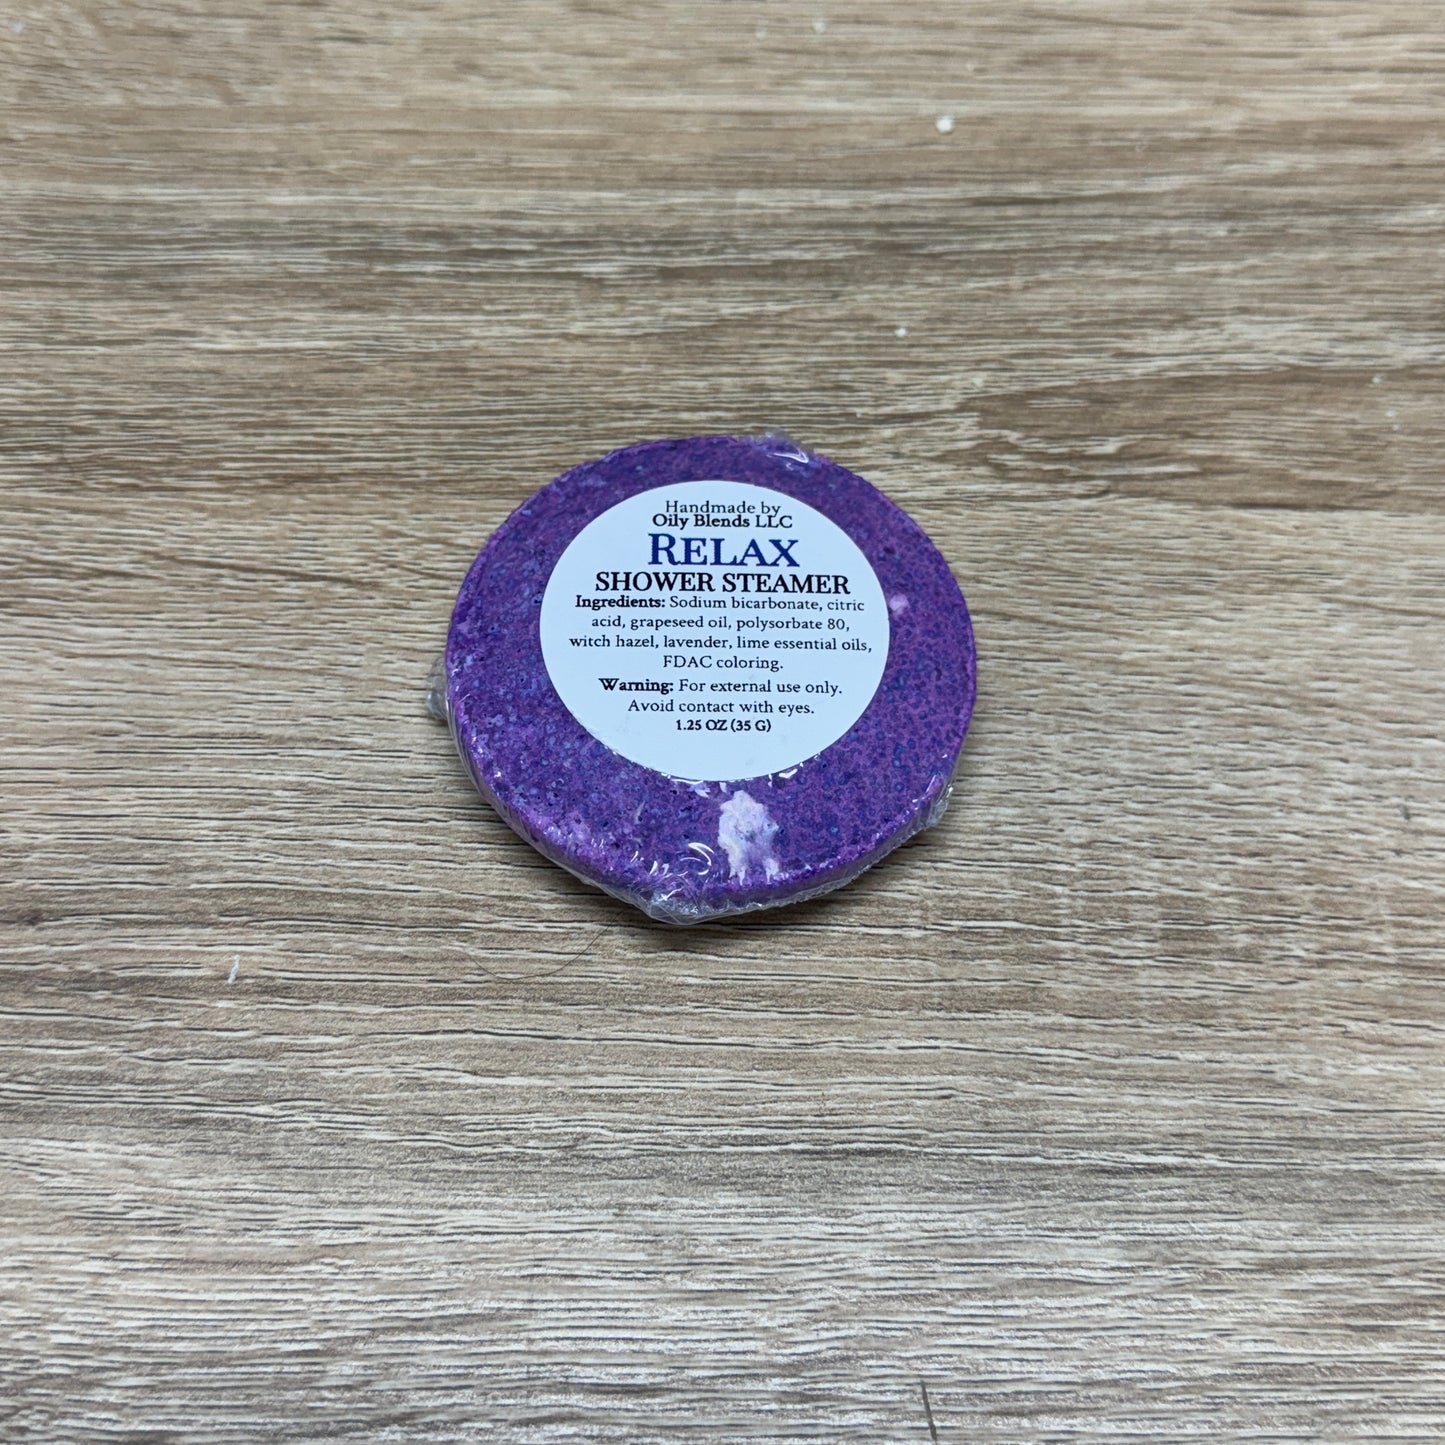 Handmade by
Oily Blends LLC
RELAX
SHOWER STEAMER
Ingredients: Sodium bicarbonate, citric
acid, grapeseed oil, polysorbate 80,
witch hazel, lavender, lime essential oils,
FDAC coloring.
Warning: For external use only.
Avoid contact with eyes.
1.25 OZ (35 G)